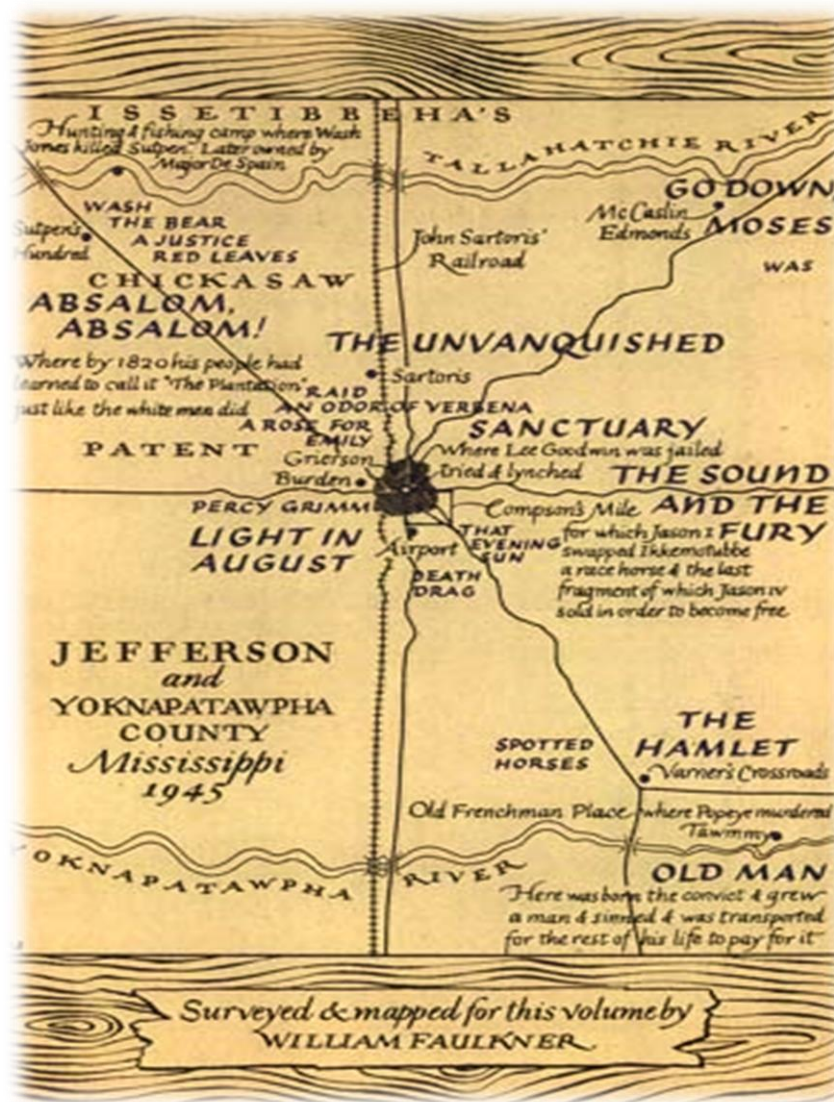 ISSETIBBEHA'S
Hunting & fishing camp where Wash
Jones killed Sutpen. Later owned by
Major De Spain
TALLAHATCHIE RIVER
GO DOWN
MOSES
McCaslin
Edmonds
WAS
WASH
THE BEAR
A JUSTICE
RED LEAVES
Sutpen's
Hundred
John Sartoris'
Railroad
CHICKASAW
ABSALOM,
ABSALOM!
THE UNVANQUISHED
Where by 1820 his people had
learned to call it "The Plantation"
just like the white men did
Sartoris
RAID
AN ODOR OF VERBENA
A ROSE FOR
EMILY
SANCTUARY
Where Lee Goodwin was jailed
tried & lynched
PATENT
Grierson
Burden
THE SOUND
AND THE
FURY
PERCY GRIMM
Compson's Mile
for which Jason I
swapped Ikkemotubbe
a race horse & the last
fragment of which Jason IV
sold in order to become free
LIGHT IN
AUGUST
Airport
THAT
EVENING
SUN
DEATH
DRAG
JEFFERSON
and
YOKNAPATAWPHA
COUNTY
Mississippi
1945
SPOTTED
HORSES
THE
HAMLET
Varner's Crossroads
Old Frenchman Place, where Popeye murdered
Tawmmy
OKNAPATAWPHA RIVER
OLD MAN
Here was born the convict & grew
a man & sinned & was transported
for the rest of his life to pay for it
Surveyed & mapped for this volume by
WILLIAM FAULKNER